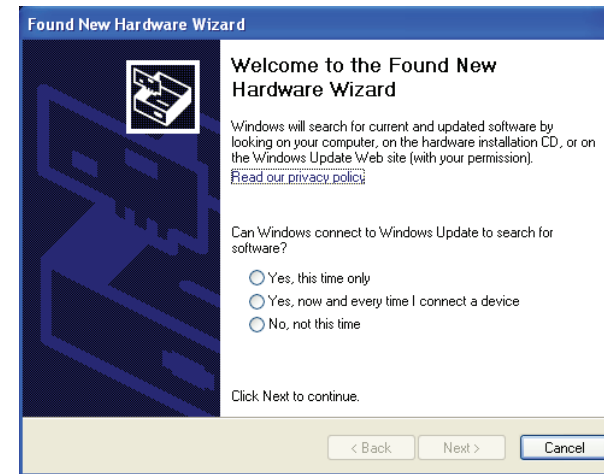 Found New Hardware Wizard
Welcome to the Found New
Hardware Wizard
Windows will search for current and updated software by
looking on your computer, on the hardware installation CD, or on
the Windows Update Web site (with your permission).
Read our privacy policy
Can Windows connect to Windows Update to search for
software?
Yes, this time only
Yes, now and every time I connect a device
No, not this time
Click Next to continue.
< Back Next > Cancel